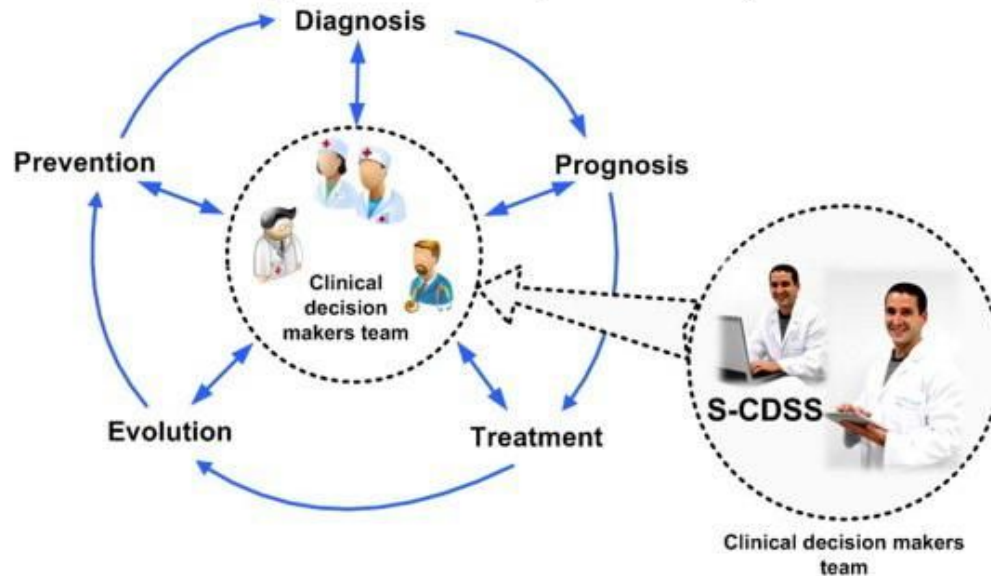 Diagnosis
Prevention
Prognosis
Clinical
decision
makers team
S-CDSS
Evolution
Treatment
Clinical decision makers
team